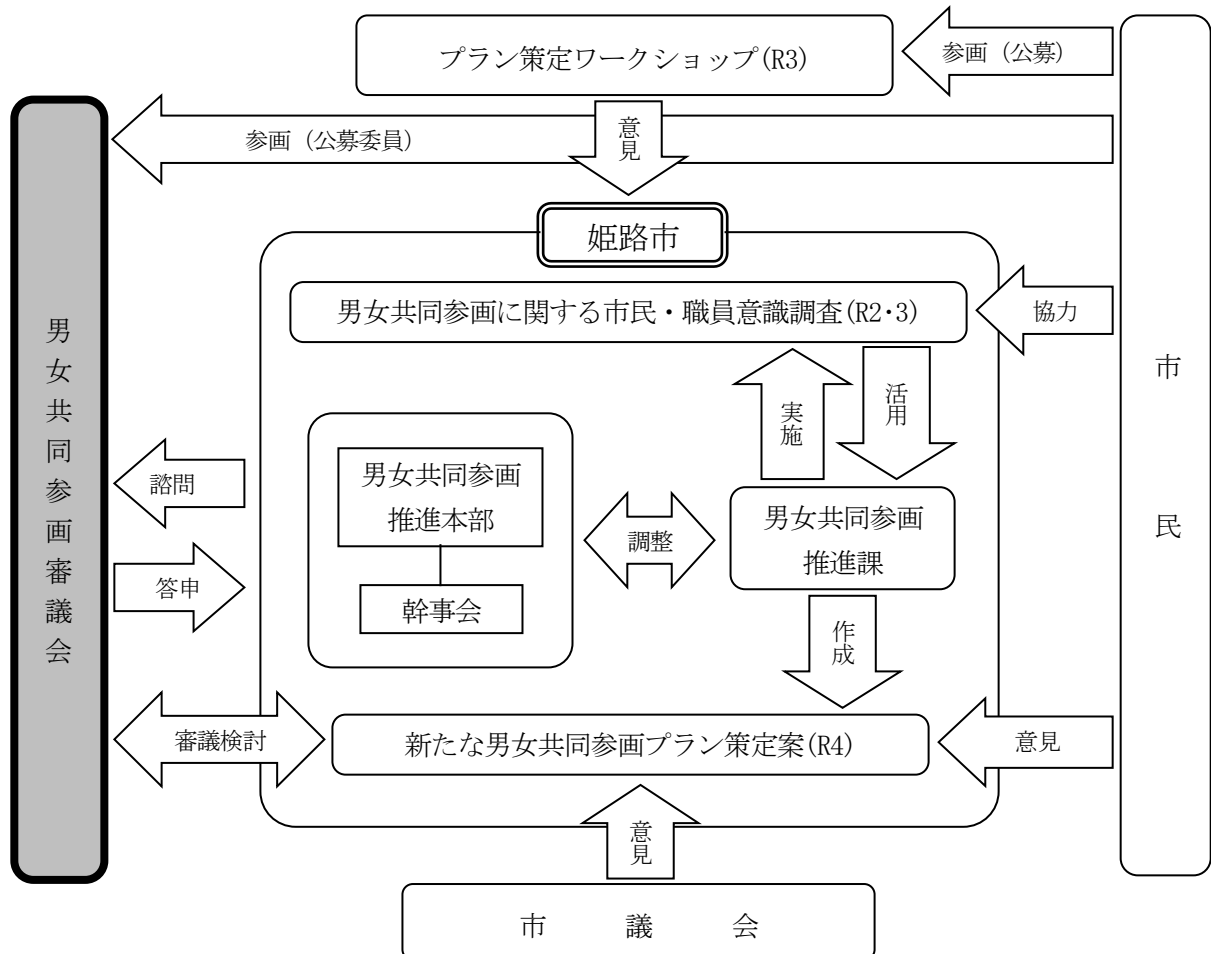 プラン策定ワークショップ(R3)
参画（公募）
参画（公募委員）
意見
姫路市
男女共同参画に関する市民・職員意識調査(R2・3)
協力
市民
男女共同参画審議会
実施
活用
男女共同参画
推進本部
幹事会
調整
男女共同参画
推進課
諮問
答申
作成
審議検討
新たな男女共同参画プラン策定案(R4)
意見
意見
市議会